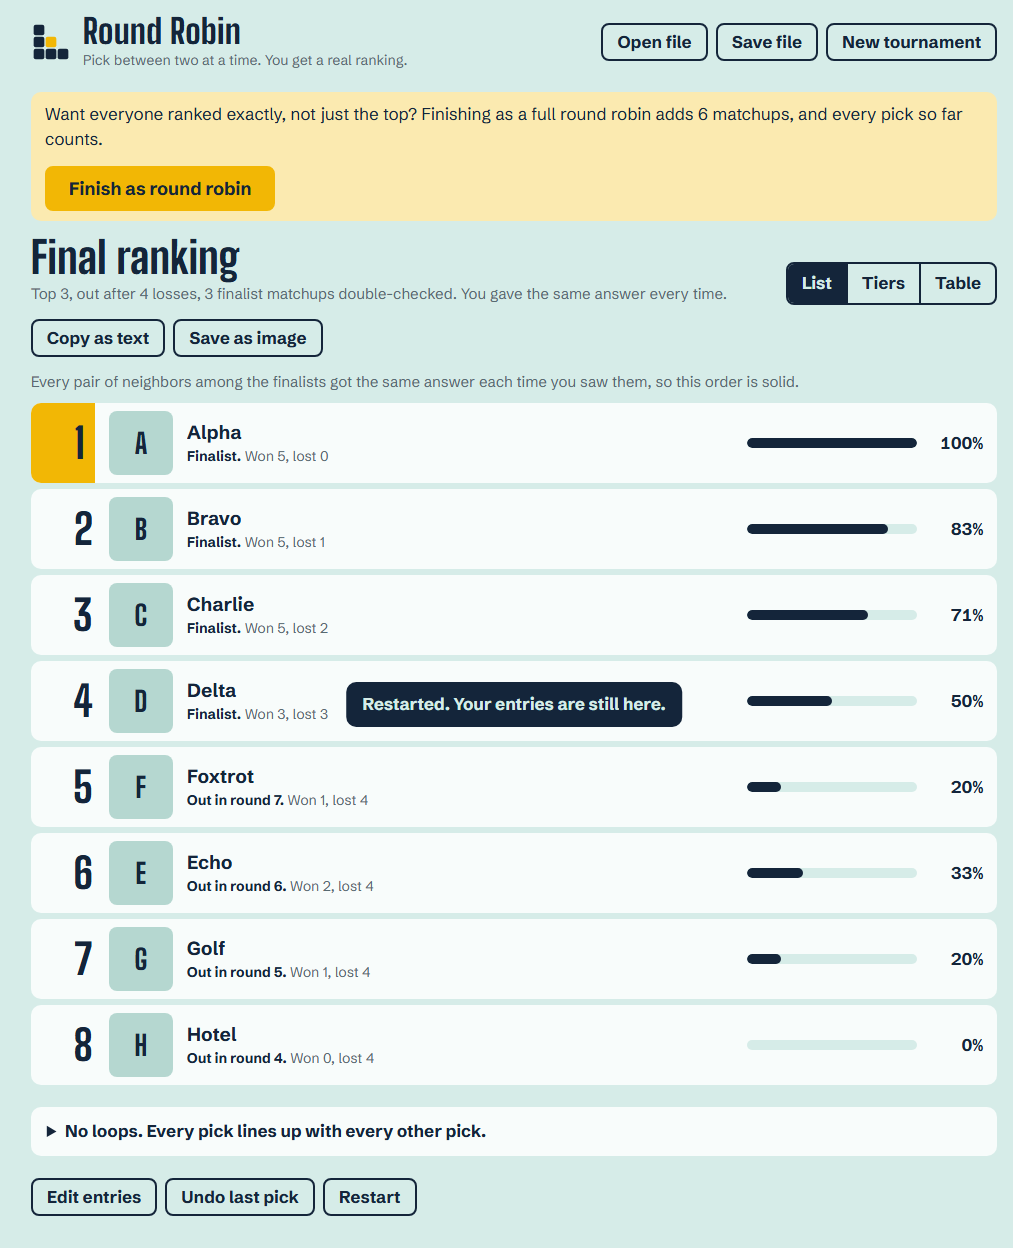 Round Robin
Pick between two at a time. You get a real ranking.
Open file
Save file
New tournament
Want everyone ranked exactly, not just the top? Finishing as a full round robin adds 6 matchups, and every pick so far
counts.
Finish as round robin
Final ranking
Top 3, out after 4 losses, 3 finalist matchups double-checked. You gave the same answer every time.
List
Tiers
Table
Copy as text
Save as image
Every pair of neighbors among the finalists got the same answer each time you saw them, so this order is solid.
1
A
Alpha
Finalist. Won 5, lost 0
100%
2
B
Bravo
Finalist. Won 5, lost 1
83%
3
C
Charlie
Finalist. Won 5, lost 2
71%
4
D
Delta
Finalist. Won 3, lost 3
Restarted. Your entries are still here.
50%
5
F
Foxtrot
Out in round 7. Won 1, lost 4
20%
6
E
Echo
Out in round 6. Won 2, lost 4
33%
7
G
Golf
Out in round 5. Won 1, lost 4
20%
8
H
Hotel
Out in round 4. Won 0, lost 4
0%
No loops. Every pick lines up with every other pick.
Edit entries
Undo last pick
Restart